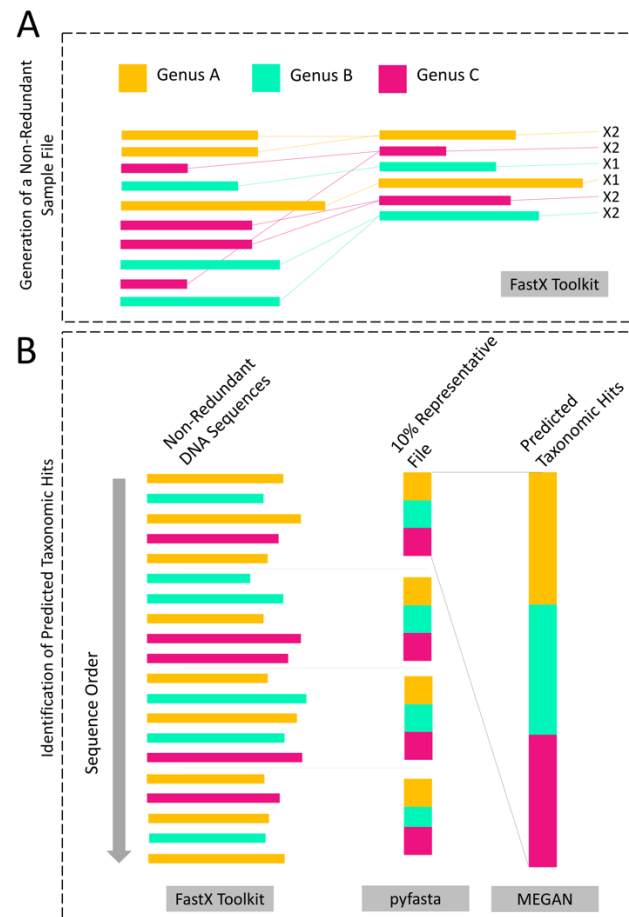 A
Generation of a Non-Redundant
Sample File
Genus A
Genus B
Genus C
X2
X2
X1
X1
X2
X2
FastX Toolkit
B
Identification of Predicted Taxonomic Hits
Non-Redundant
DNA Sequences
10% Representative
File
Predicted
Taxonomic Hits
Sequence Order
FastX Toolkit
pyfasta
MEGAN